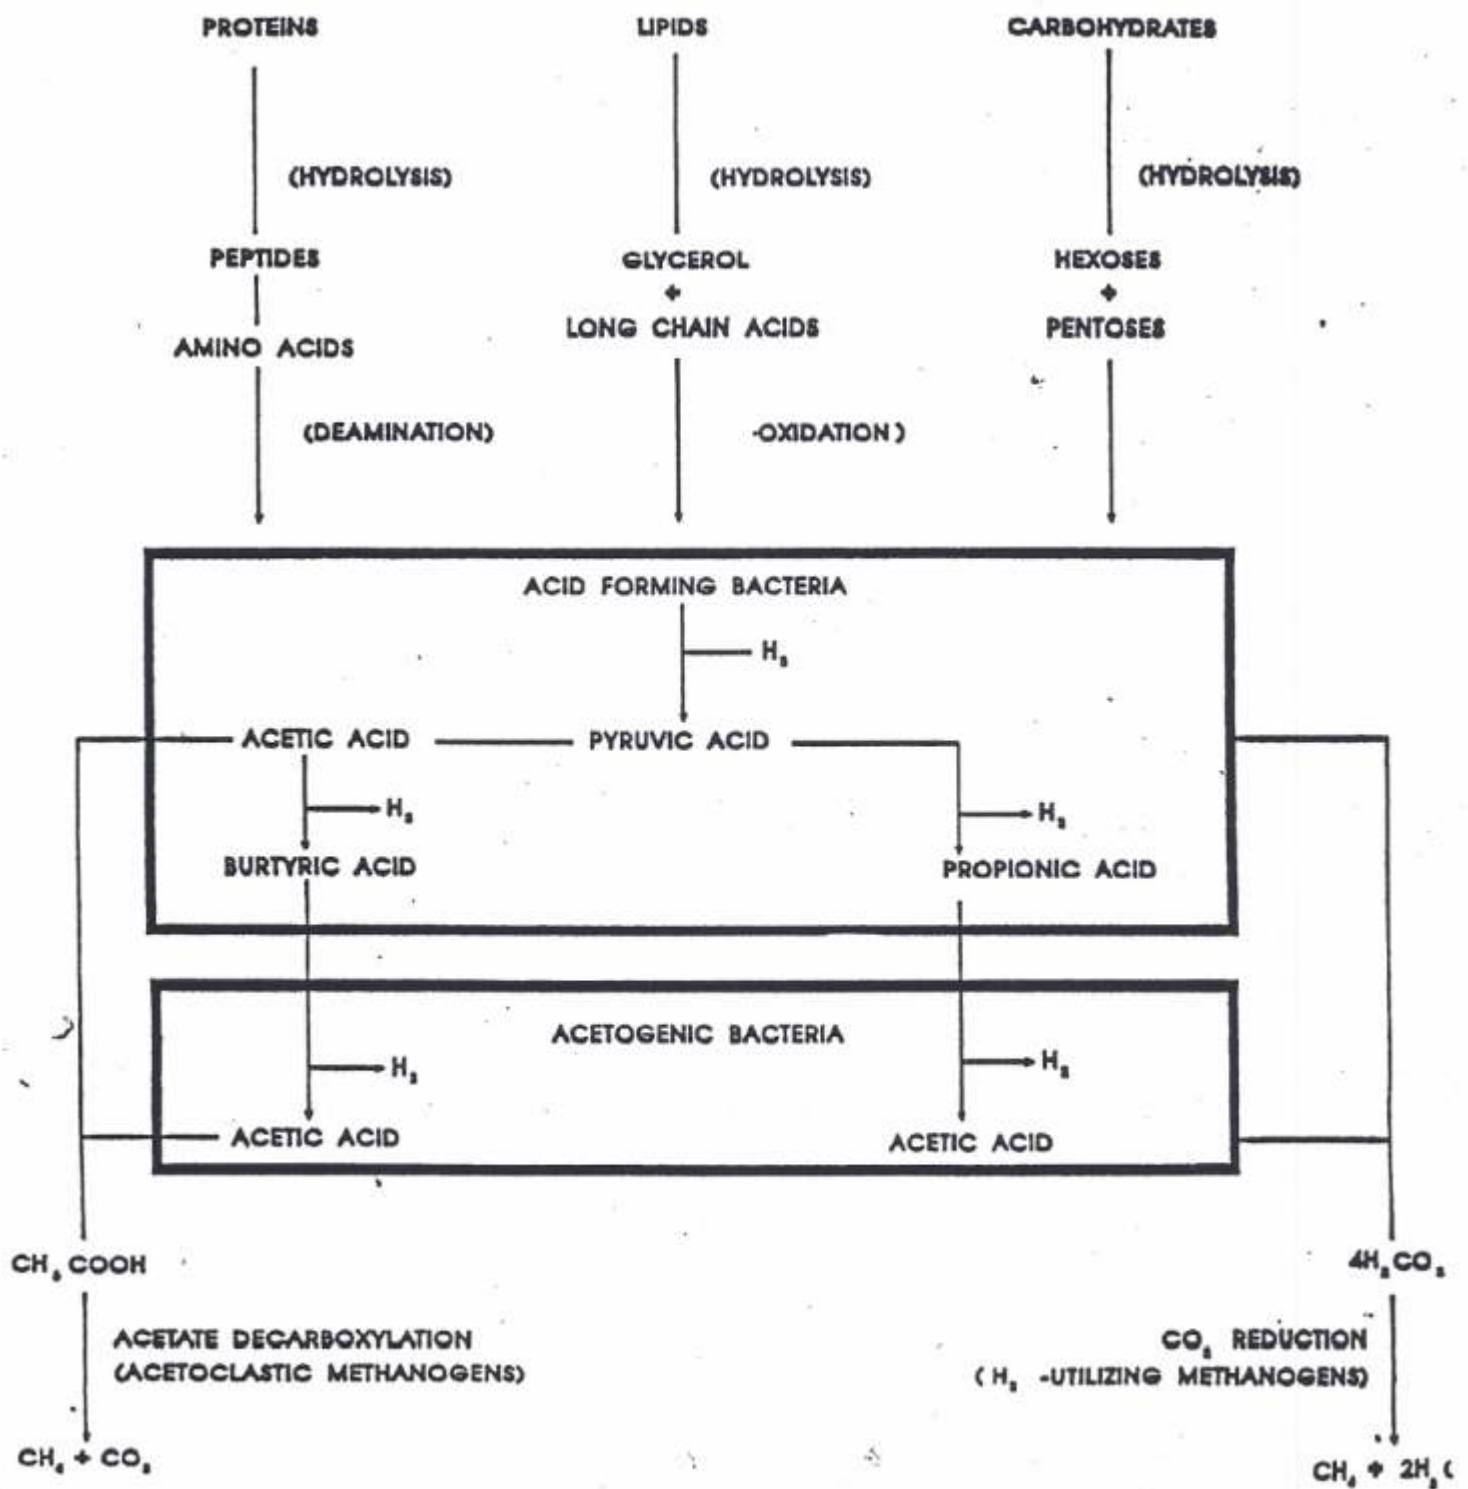 PROTEINS
LIPIDS
CARBOHYDRATES
(HYDROLYSIS)
(HYDROLYSIS)
(HYDROLYSIS)
PEPTIDES
GLYCEROL
HEXOSES
+
+
LONG CHAIN ACIDS
PENTOSES
AMINO ACIDS
(DEAMINATION)
-OXIDATION)
ACID FORMING BACTERIA
H₂
ACETIC ACID
PYRUVIC ACID
H₂
H₂
BURTYRIC ACID
PROPIONIC ACID
ACETOGENIC BACTERIA
H₂
H₂
ACETIC ACID
ACETIC ACID
CH₃COOH
4H₂CO₂
ACETATE DECARBOXYLATION
(ACETOCLASTIC METHANOGENS)
CO₂ REDUCTION
(H₂ -UTILIZING METHANOGENS)
CH₄ + CO₂
CH₄ + 2H₂(